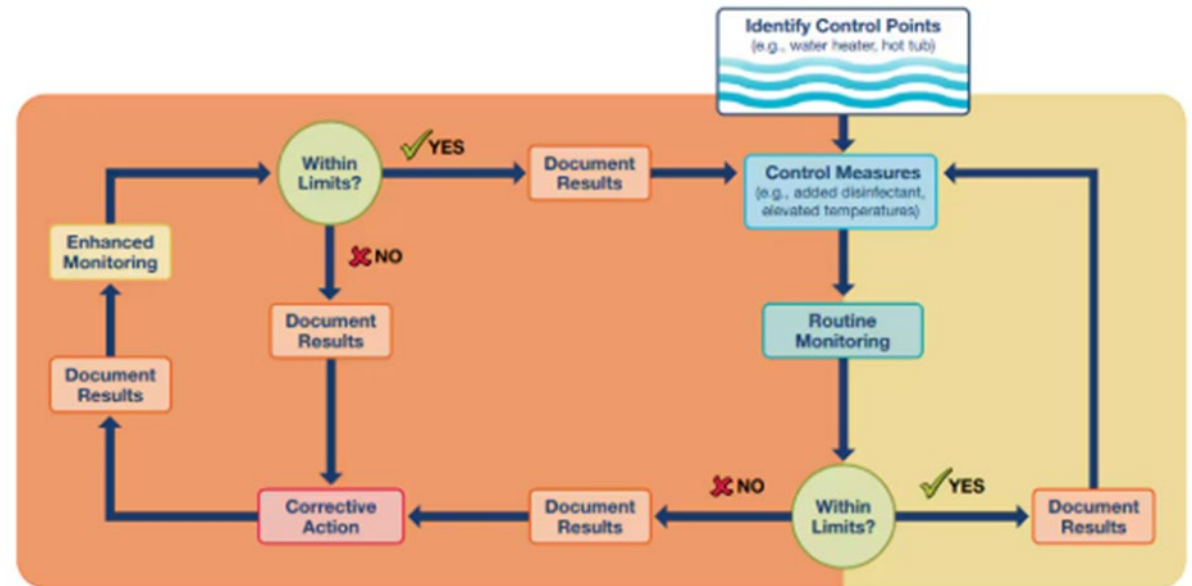 Identify Control Points
(e.g., water heater, hot tub)
Within
Limits?
YES
Document
Results
Control Measures
(e.g., added disinfectant,
elevated temperatures)
Enhanced
Monitoring
NO
Document
Results
Routine
Monitoring
Document
Results
Corrective
Action
Document
Results
NO
Within
Limits?
YES
Document
Results